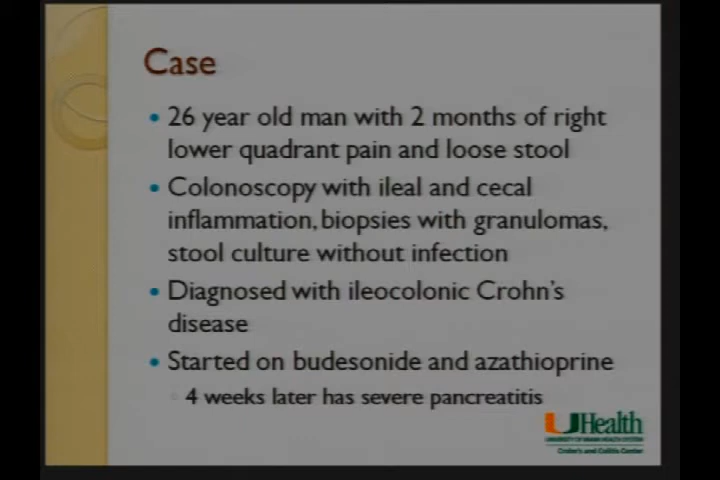 Case
26 year old man with 2 months of right
lower quadrant pain and loose stool
Colonoscopy with ileal and cecal
inflammation, biopsies with granulomas,
stool culture without infection
Diagnosed with ileocolonic Crohn's
disease
Started on budesonide and azathioprine
4 weeks later has severe pancreatitis
UHealth
UNIVERSITY OF MIAMI HEALTH SYSTEM
Crohn's and Colitis Center